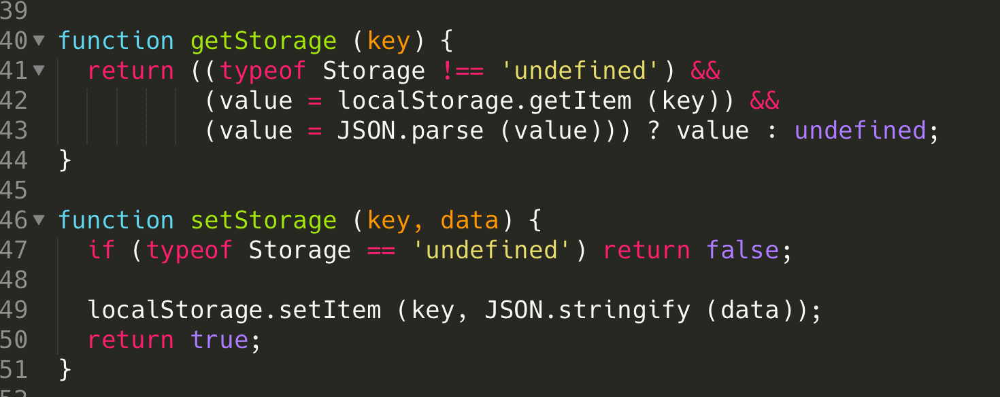 39
40 function getStorage (key) {
41 return ((typeof Storage !== 'undefined') &&
42 (value = localStorage.getItem (key)) &&
43 (value = JSON.parse (value))) ? value : undefined;
44 }
45
46 function setStorage (key, data) {
47 if (typeof Storage == 'undefined') return false;
48
49 localStorage.setItem (key, JSON.stringify (data));
50 return true;
51 }
52